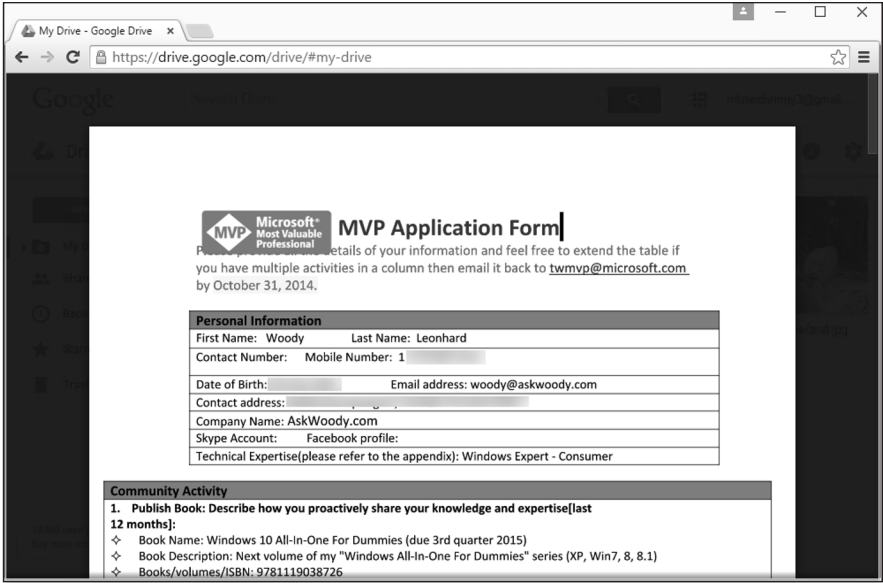 My Drive - Google Drive
https://drive.google.com/drive/#my-drive
Google
Search Drive
Microsoft®
MVP Most Valuable
Professional
MVP Application Form
Please provide all the details of your information and feel free to extend the table if
you have multiple activities in a column then email it back to twmvp@microsoft.com
by October 31, 2014.
Personal Information
First Name: Woody Last Name: Leonhard
Contact Number: Mobile Number: 1
Date of Birth: Email address: woody@askwoody.com
Contact address:
Company Name: AskWoody.com
Skype Account: Facebook profile:
Technical Expertise(please refer to the appendix): Windows Expert - Consumer
Community Activity
1. Publish Book: Describe how you proactively share your knowledge and expertise[last
12 months]:
✧ Book Name: Windows 10 All-In-One For Dummies (due 3rd quarter 2015)
✧ Book Description: Next volume of my "Windows All-In-One For Dummies" series (XP, Win7, 8, 8.1)
✧ Books/volumes/ISBN: 9781119038726